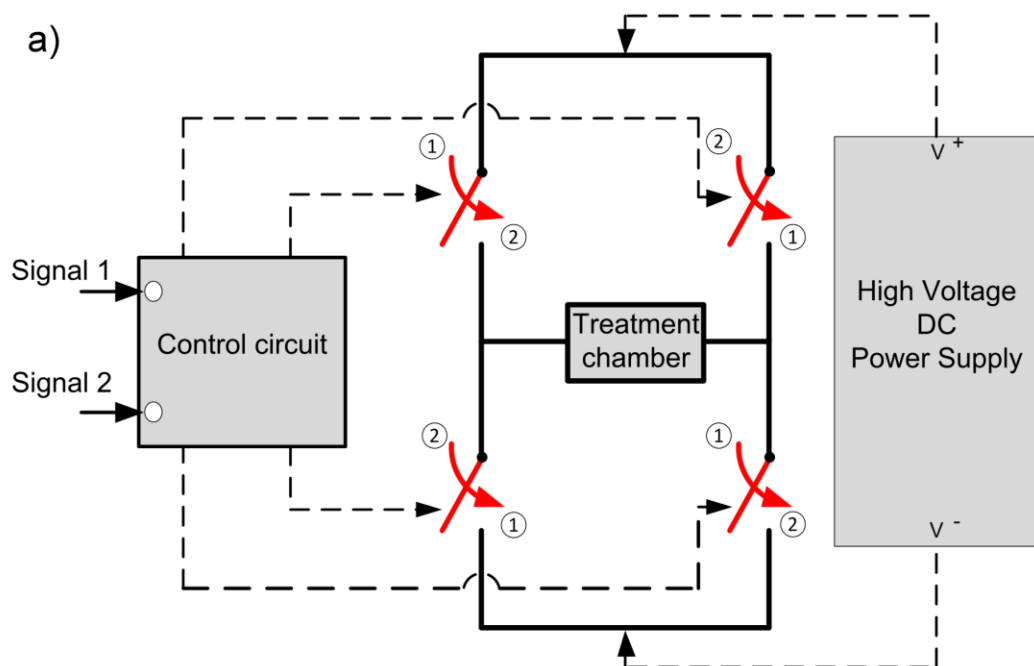 a)
①
②
②
①
Signal 1
Signal 2
Control circuit
Treatment
chamber
②
①
①
②
V +
High Voltage
DC
Power Supply
V -